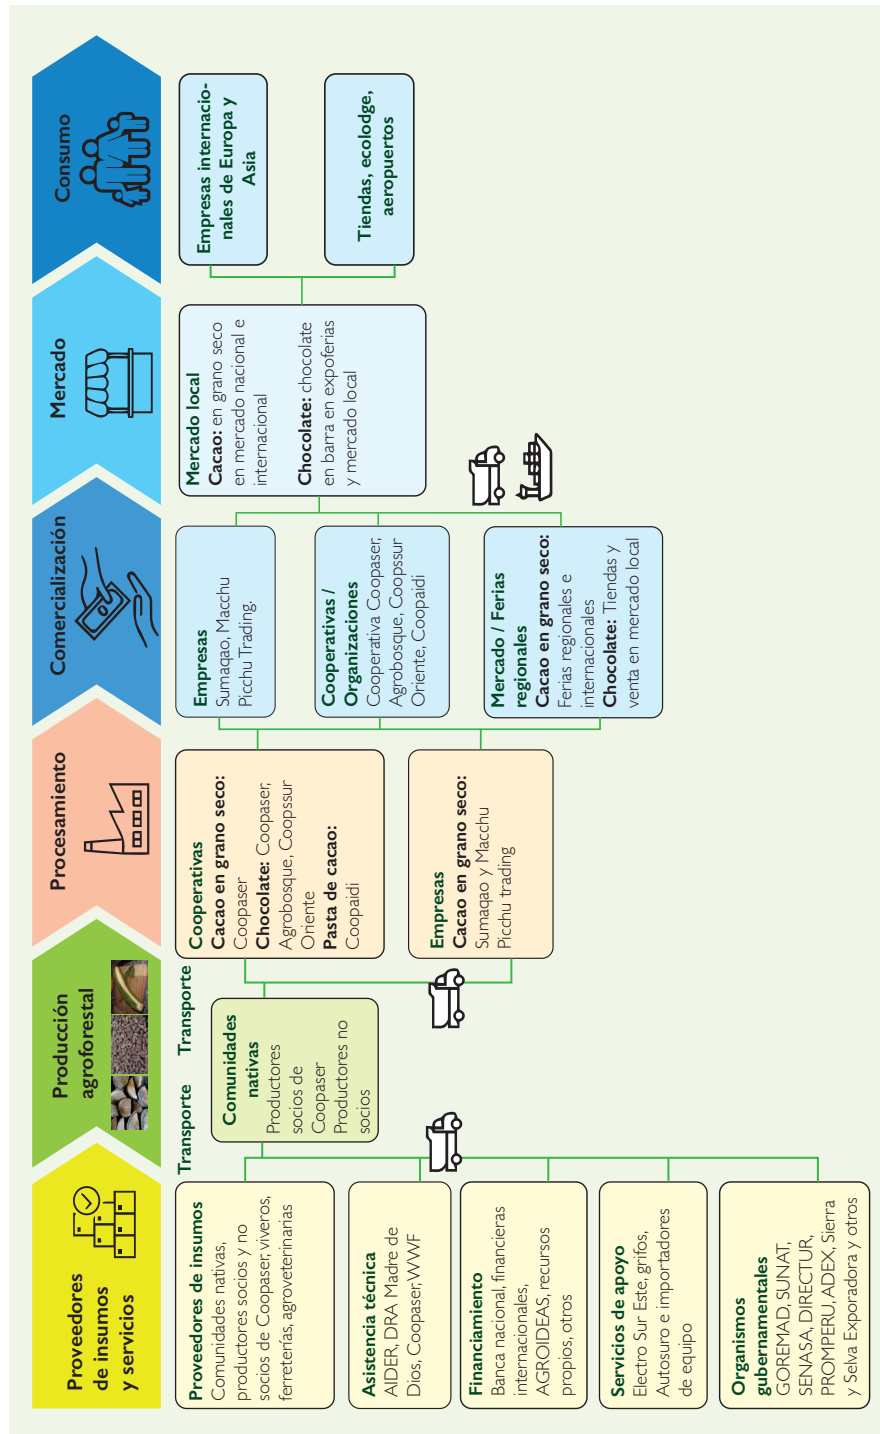 Proveedores
de insumos
y servicios
Producción
agroforestal
Procesamiento
Comercialización
Mercado
Consumo
Transporte
Transporte
Proveedores de insumos
Comunidades nativas,
productores socios y no
socios de Coopaser, viveros,
ferreterías, agroveterinarias
Asistencia técnica
AIDER, DRA Madre de
Dios, Coopaser, WWF
Financiamiento
Banca nacional, financieras
internacionales,
AGROIDEAS, recursos
propios, otros
Servicios de apoyo
Electro Sur Este, grifos,
Autosuro e importadores
de equipo
Organismos
gubernamentales
GOREMAD, SUNAT,
SENASA, DIRECTUR,
PROMPERU, ADEX, Sierra
y Selva Exporadora y otros
Comunidades
nativas
Productores
socios de
Coopaser
Productores no
socios
Cooperativas
Cacao en grano seco:
Coopaser
Chocolate: Coopaser,
Agrobosque, Coopssur
Oriente
Pasta de cacao:
Coopaidi
Empresas
Cacao en grano seco:
Sumaqao y Macchu
Picchu trading
Empresas
Sumaqao, Macchu
Picchu Trading.
Cooperativas /
Organizaciones
Cooperativa Coopaser,
Agrobosque, Coopssur
Oriente, Coopaidi
Mercado / Ferias
regionales
Cacao en grano seco:
Ferias regionales e
internacionales
Chocolate: Tiendas y
venta en mercado local
Mercado local
Cacao: en grano seco
en mercado nacional e
internacional
Chocolate: chocolate
en barra en expoferias
y mercado local
Empresas internacio-
nales de Europa y
Asia
Tiendas, ecolodge,
aeropuertos